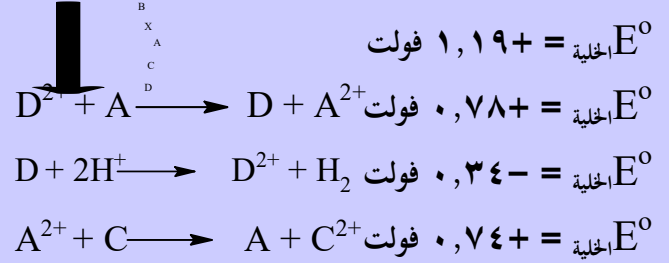 B
X
A
C
D
E°الخلية = +١,١٩ فولت
D²⁺ + A → D + A²⁺ E°الخلية = +٠,٧٨ فولت
D + 2H⁺ → D²⁺ + H₂ E°الخلية = −٠,٣٤ فولت
A²⁺ + C → A + C²⁺ E°الخلية = +٠,٧٤ فولت